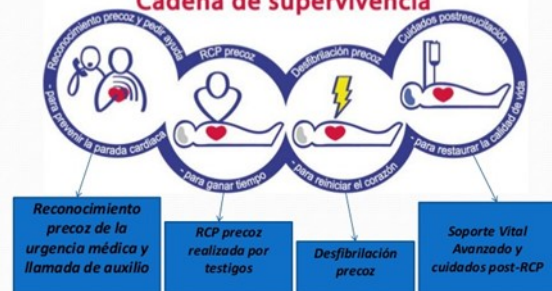 Cadena de supervivencia
Reconocimiento precoz y pedir ayuda
- para prevenir la parada cardiaca
RCP precoz
- para ganar tiempo
Desfibrilación precoz
- para reiniciar el corazón
Cuidados postresucitación
- para restaurar la calidad de vida
Reconocimiento
precoz de la
urgencia médica y
llamada de auxilio
RCP precoz
realizada por
testigos
Desfibrilación
precoz
Soporte Vital
Avanzado y
cuidados post-RCP